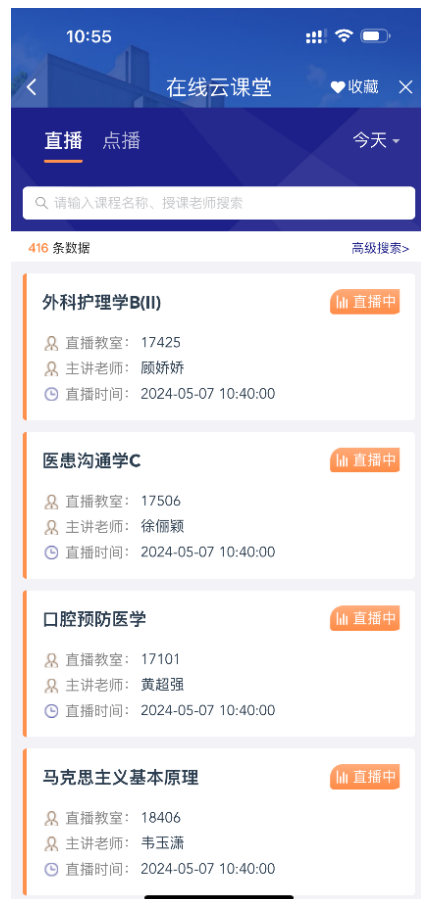 10:55
在线云课堂
收藏
直播 点播 今天
请输入课程名称、授课老师搜索
416 条数据 高级搜索>
外科护理学B(II) 直播中
直播教室： 17425
主讲老师： 顾娇娇
直播时间： 2024-05-07 10:40:00
医患沟通学C 直播中
直播教室： 17506
主讲老师： 徐俪颖
直播时间： 2024-05-07 10:40:00
口腔预防医学 直播中
直播教室： 17101
主讲老师： 黄超强
直播时间： 2024-05-07 10:40:00
马克思主义基本原理 直播中
直播教室： 18406
主讲老师： 韦玉潇
直播时间： 2024-05-07 10:40:00